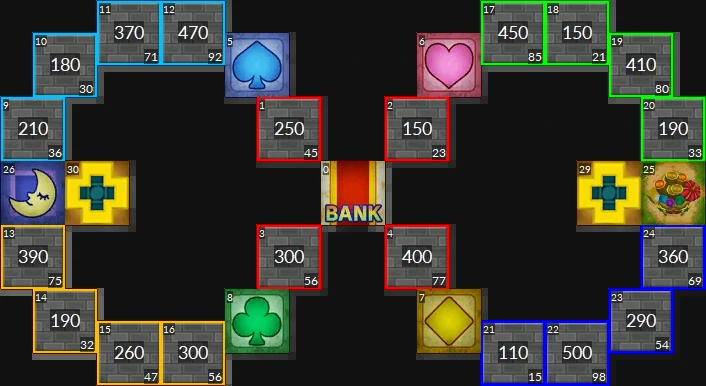 11 12 17 18
370 470 450 150
71 92 85 21
10 5 6 19
180 410
30 80
9 1 2 20
210 250 150 190
36 45 23 33
26 30 0 29 25
BANK
13 3 4 24
390 300 400 360
75 56 77 69
14 8 7 23
190 290
32 54
15 16 21 22
260 300 110 500
47 56 15 98